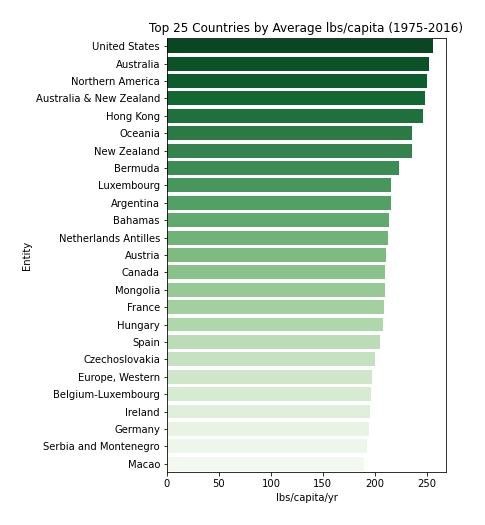 Top 25 Countries by Average lbs/capita (1975-2016)
United States
Australia
Northern America
Australia & New Zealand
Hong Kong
Oceania
New Zealand
Bermuda
Luxembourg
Argentina
Bahamas
Netherlands Antilles
Austria
Canada
Mongolia
France
Hungary
Spain
Czechoslovakia
Europe, Western
Belgium-Luxembourg
Ireland
Germany
Serbia and Montenegro
Macao
Entity
0 50 100 150 200 250
lbs/capita/yr